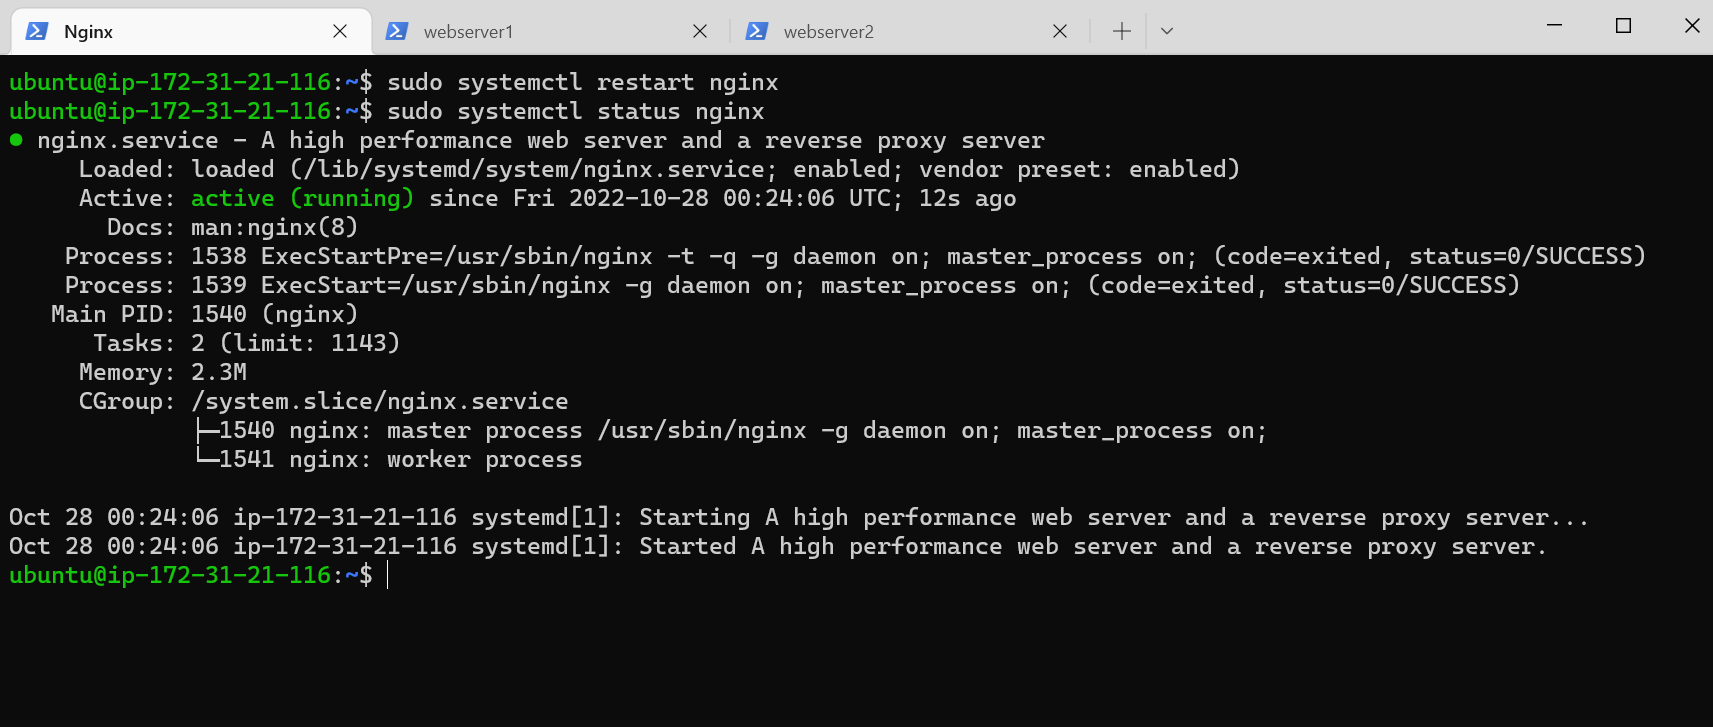 Nginx webserver1 webserver2
ubuntu@ip-172-31-21-116:~$ sudo systemctl restart nginx
ubuntu@ip-172-31-21-116:~$ sudo systemctl status nginx
● nginx.service - A high performance web server and a reverse proxy server
     Loaded: loaded (/lib/systemd/system/nginx.service; enabled; vendor preset: enabled)
     Active: active (running) since Fri 2022-10-28 00:24:06 UTC; 12s ago
       Docs: man:nginx(8)
    Process: 1538 ExecStartPre=/usr/sbin/nginx -t -q -g daemon on; master_process on; (code=exited, status=0/SUCCESS)
    Process: 1539 ExecStart=/usr/sbin/nginx -g daemon on; master_process on; (code=exited, status=0/SUCCESS)
   Main PID: 1540 (nginx)
      Tasks: 2 (limit: 1143)
     Memory: 2.3M
     CGroup: /system.slice/nginx.service
             ├─1540 nginx: master process /usr/sbin/nginx -g daemon on; master_process on;
             └─1541 nginx: worker process
Oct 28 00:24:06 ip-172-31-21-116 systemd[1]: Starting A high performance web server and a reverse proxy server...
Oct 28 00:24:06 ip-172-31-21-116 systemd[1]: Started A high performance web server and a reverse proxy server.
ubuntu@ip-172-31-21-116:~$